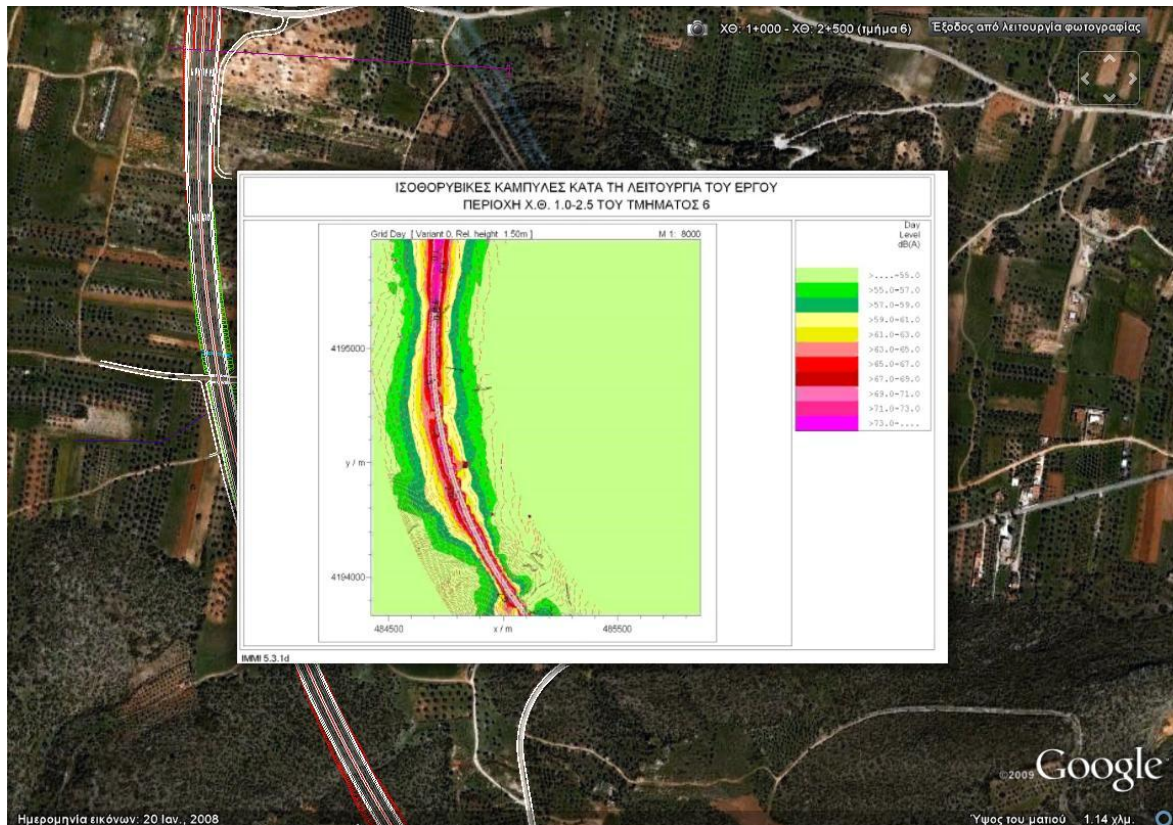 ΧΘ: 1+000 - ΧΘ: 2+500 (τμήμα 6)
Έξοδος από λειτουργία φωτογραφίας
ΙΣΟΘΟΡΥΒΙΚΕΣ ΚΑΜΠΥΛΕΣ ΚΑΤΑ ΤΗ ΛΕΙΤΟΥΡΓΙΑ ΤΟΥ ΕΡΓΟΥ
ΠΕΡΙΟΧΗ Χ.Θ. 1.0-2.5 ΤΟΥ ΤΜΗΜΑΤΟΣ 6
Grid Day [ Variant 0, Rel. height 1.50m ]
M 1: 8000
Day
Level
dB(A)
>....-55.0
>55.0-57.0
>57.0-59.0
>59.0-61.0
>61.0-63.0
>63.0-65.0
>65.0-67.0
>67.0-69.0
>69.0-71.0
>71.0-73.0
>73.0-....
4195000
y / m
4194000
484500
x / m
485500
IMMI 5.3.1d
©2009 Google
Ημερομηνία εικόνων: 20 Ιαν., 2008
Ύψος του ματιού 1.14 χλμ.